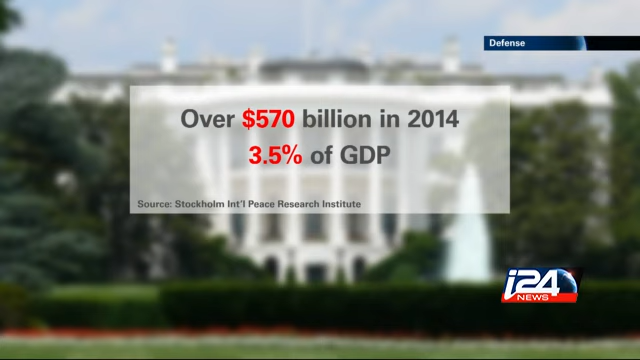 Defense
Over $570 billion in 2014
3.5% of GDP
Source: Stockholm Int'l Peace Research Institute
i24
NEWS